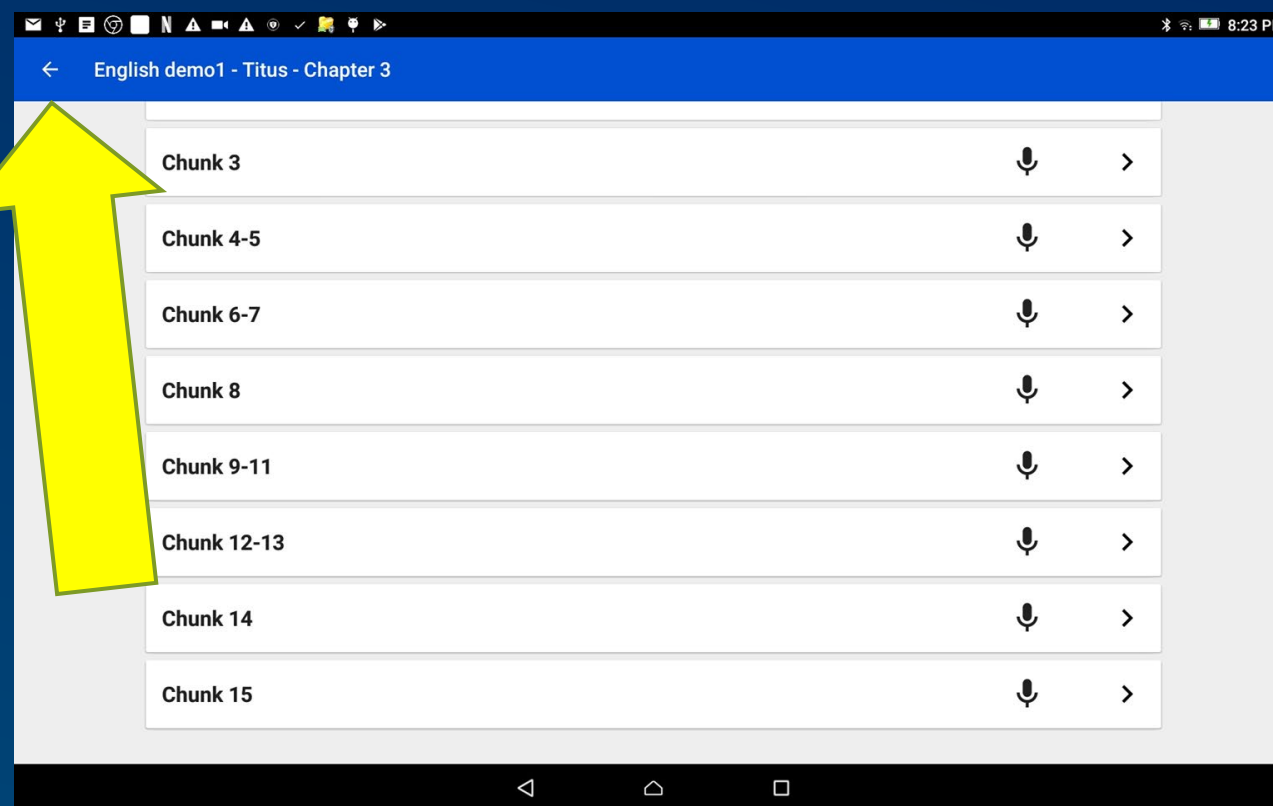 8:23 P
English demo1 - Titus - Chapter 3
Chunk 3
Chunk 4-5
Chunk 6-7
Chunk 8
Chunk 9-11
Chunk 12-13
Chunk 14
Chunk 15